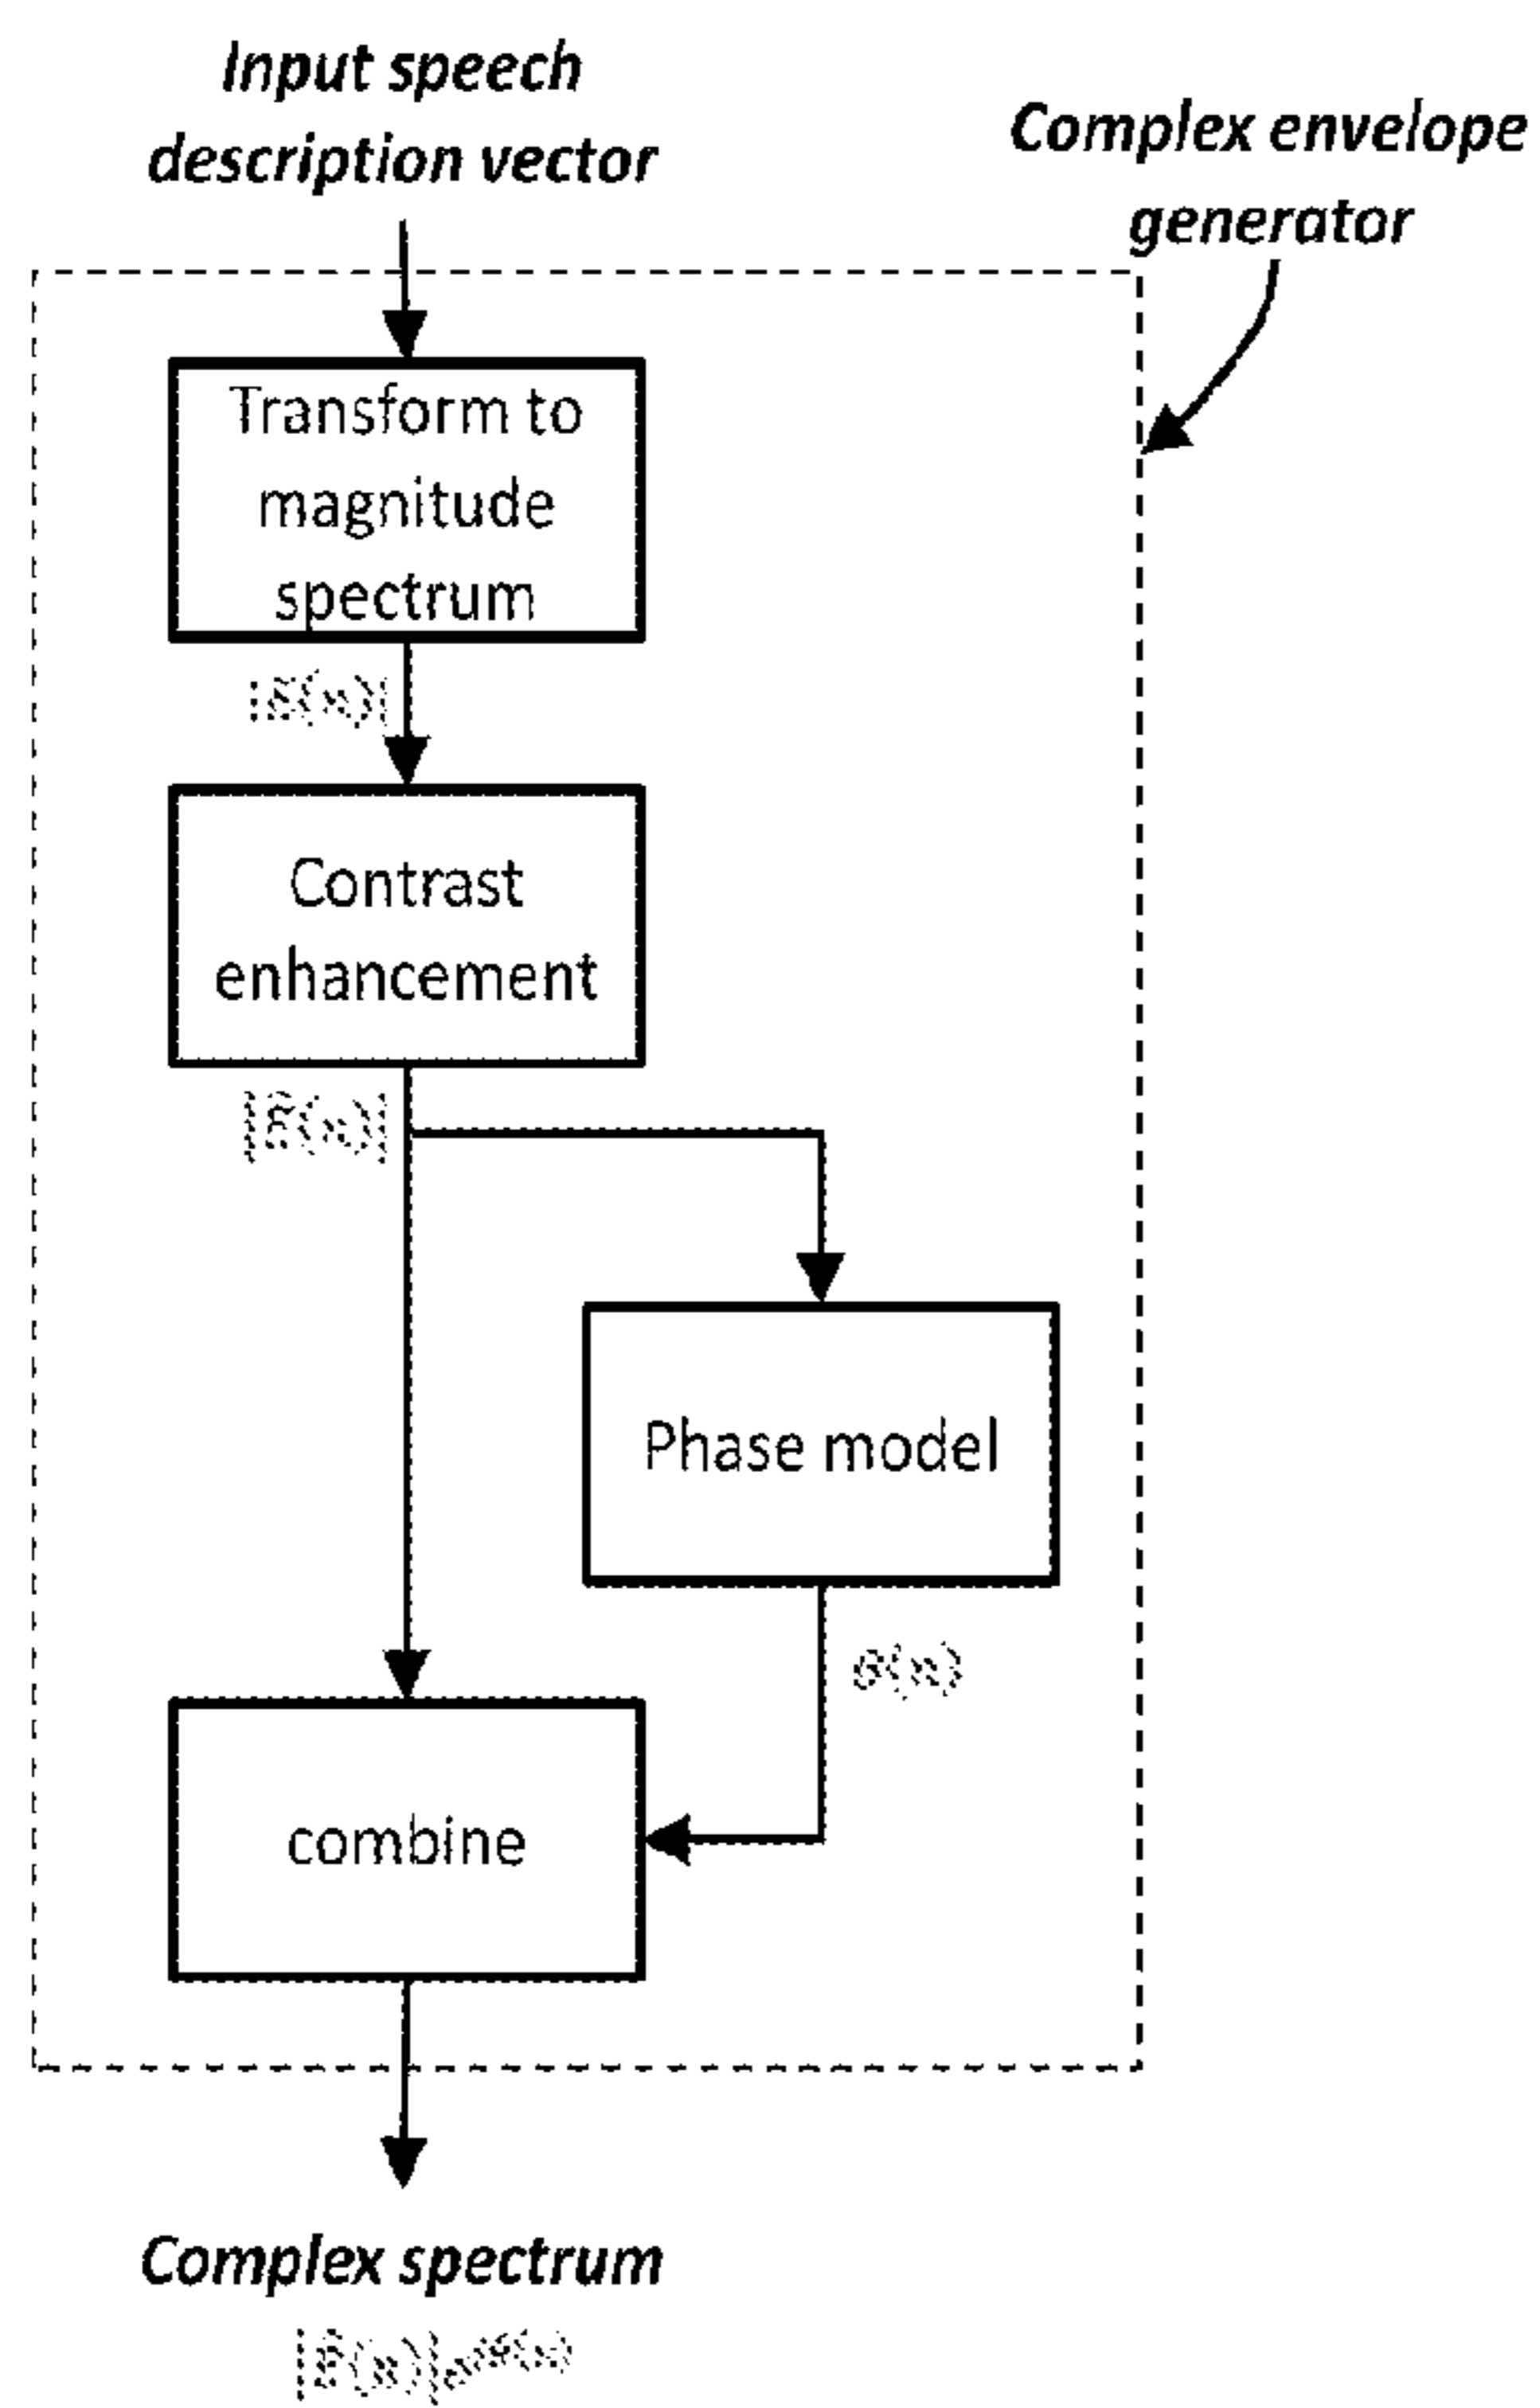 Input speech
description vector
Complex envelope
generator
Transform to
magnitude
spectrum
Contrast
enhancement
Phase model
combine
Complex spectrum